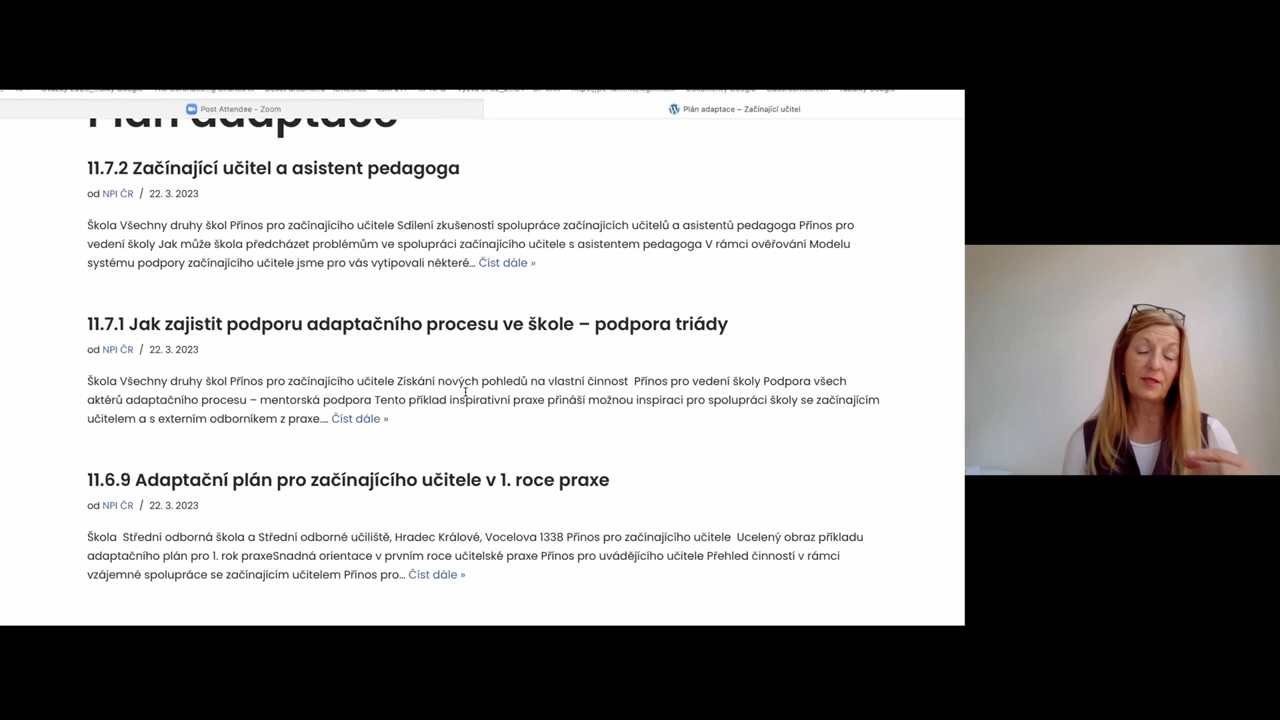 Post Attendee - Zoom
Plán adaptace – Začínající učitel
Plán adaptace
11.7.2 Začínající učitel a asistent pedagoga
od NPI ČR / 22. 3. 2023
Škola Všechny druhy škol Přínos pro začínajícího učitele Sdílení zkušeností spolupráce začínajících učitelů a asistentů pedagoga Přínos pro
vedení školy Jak může škola předcházet problémům ve spolupráci začínajícího učitele s asistentem pedagoga V rámci ověřování Modelu
systému podpory začínajícího učitele jsme pro vás vytipovali některé… Číst dále »
11.7.1 Jak zajistit podporu adaptačního procesu ve škole – podpora triády
od NPI ČR / 22. 3. 2023
Škola Všechny druhy škol Přínos pro začínajícího učitele Získání nových pohledů na vlastní činnost Přínos pro vedení školy Podpora všech
aktérů adaptačního procesu – mentorská podpora Tento příklad inspirativní praxe přináší možnou inspiraci pro spolupráci školy se začínajícím
učitelem a s externím odborníkem z praxe.… Číst dále »
11.6.9 Adaptační plán pro začínajícího učitele v 1. roce praxe
od NPI ČR / 22. 3. 2023
Škola Střední odborná škola a Střední odborné učiliště, Hradec Králové, Vocelova 1338 Přínos pro začínajícího učitele Ucelený obraz příkladu
adaptačního plán pro 1. rok praxeSnadná orientace v prvním roce učitelské praxe Přínos pro uvádějícího učitele Přehled činností v rámci
vzájemné spolupráce se začínajícím učitelem Přínos pro… Číst dále »